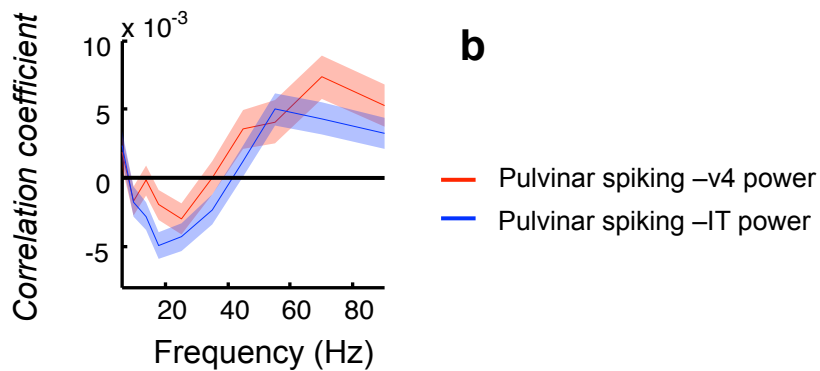 x 10-3
10
5
0
-5
20 40 60 80
Frequency (Hz)
Correlation coefficient
b
Pulvinar spiking –v4 power
Pulvinar spiking –IT power